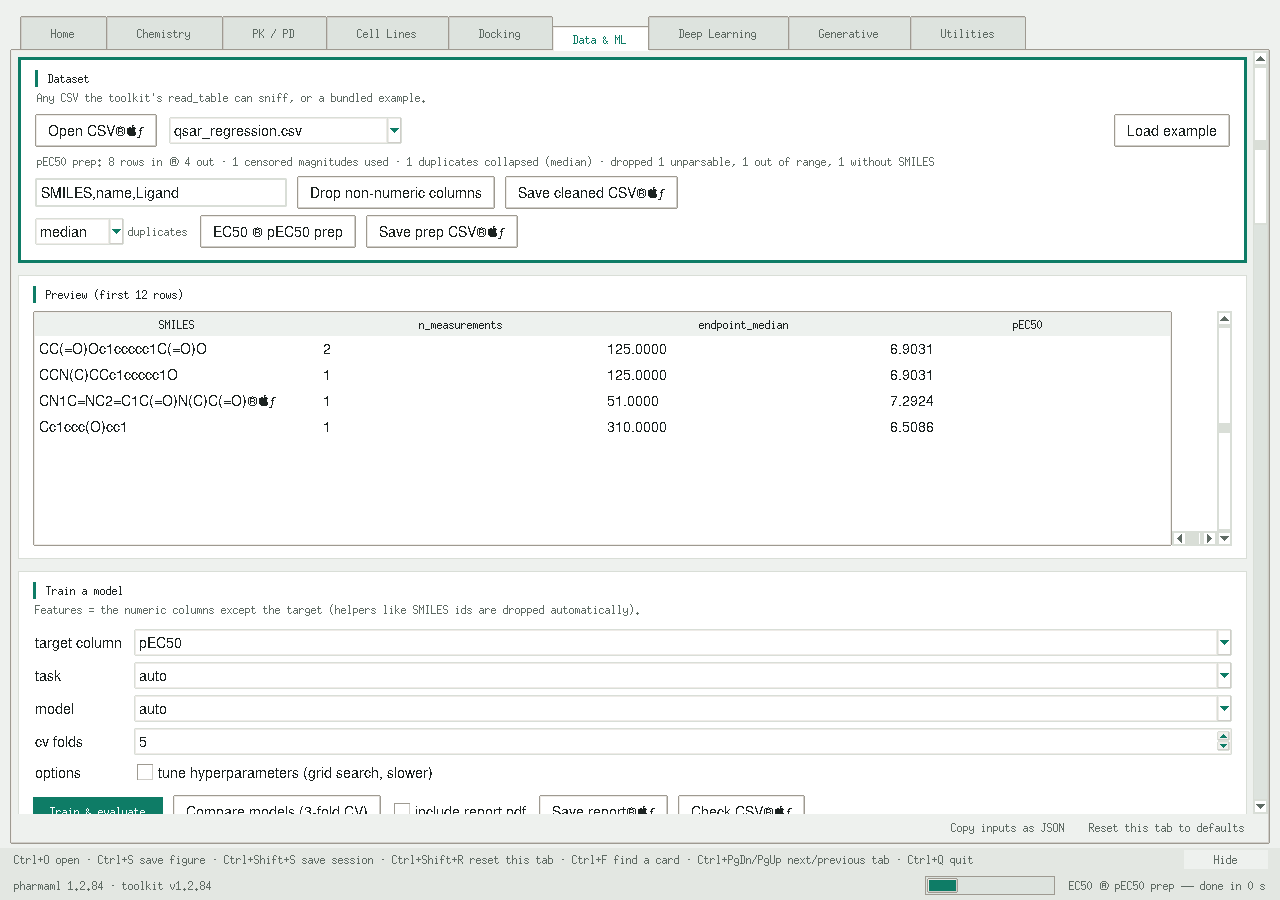 Home Chemistry PK / PD Cell Lines Docking Data & ML Deep Learning Generative Utilities
Dataset
Any CSV the toolkit's read_table can sniff, or a bundled example.
Open CSV®ƒ qsar_regression.csv Load example
pEC50 prep: 8 rows in ® 4 out · 1 censored magnitudes used · 1 duplicates collapsed (median) · dropped 1 unparsable, 1 out of range, 1 without SMILES
SMILES,name,Ligand Drop non-numeric columns Save cleaned CSV®ƒ
median duplicates EC50 ® pEC50 prep Save prep CSV®ƒ
Preview (first 12 rows)
SMILES n_measurements endpoint_median pEC50
CC(=O)Oc1ccccc1C(=O)O 2 125.0000 6.9031
CCN(C)CCc1ccccc1O 1 125.0000 6.9031
CN1C=NC2=C1C(=O)N(C)C(=O)®ƒ 1 51.0000 7.2924
Cc1ccc(O)cc1 1 310.0000 6.5086
Train a model
Features = the numeric columns except the target (helpers like SMILES ids are dropped automatically).
target column pEC50
task auto
model auto
cv folds 5
options tune hyperparameters (grid search, slower)
Train & evaluate Compare models (3-fold CV) include report pdf Save report®ƒ Check CSV®ƒ
Copy inputs as JSON Reset this tab to defaults
Ctrl+O open · Ctrl+S save figure · Ctrl+Shift+S save session · Ctrl+Shift+R reset this tab · Ctrl+F find a card · Ctrl+PgDn/PgUp next/previous tab · Ctrl+Q quit Hide
pharmaml 1.2.84 · toolkit v1.2.84 EC50 ® pEC50 prep — done in 0 s